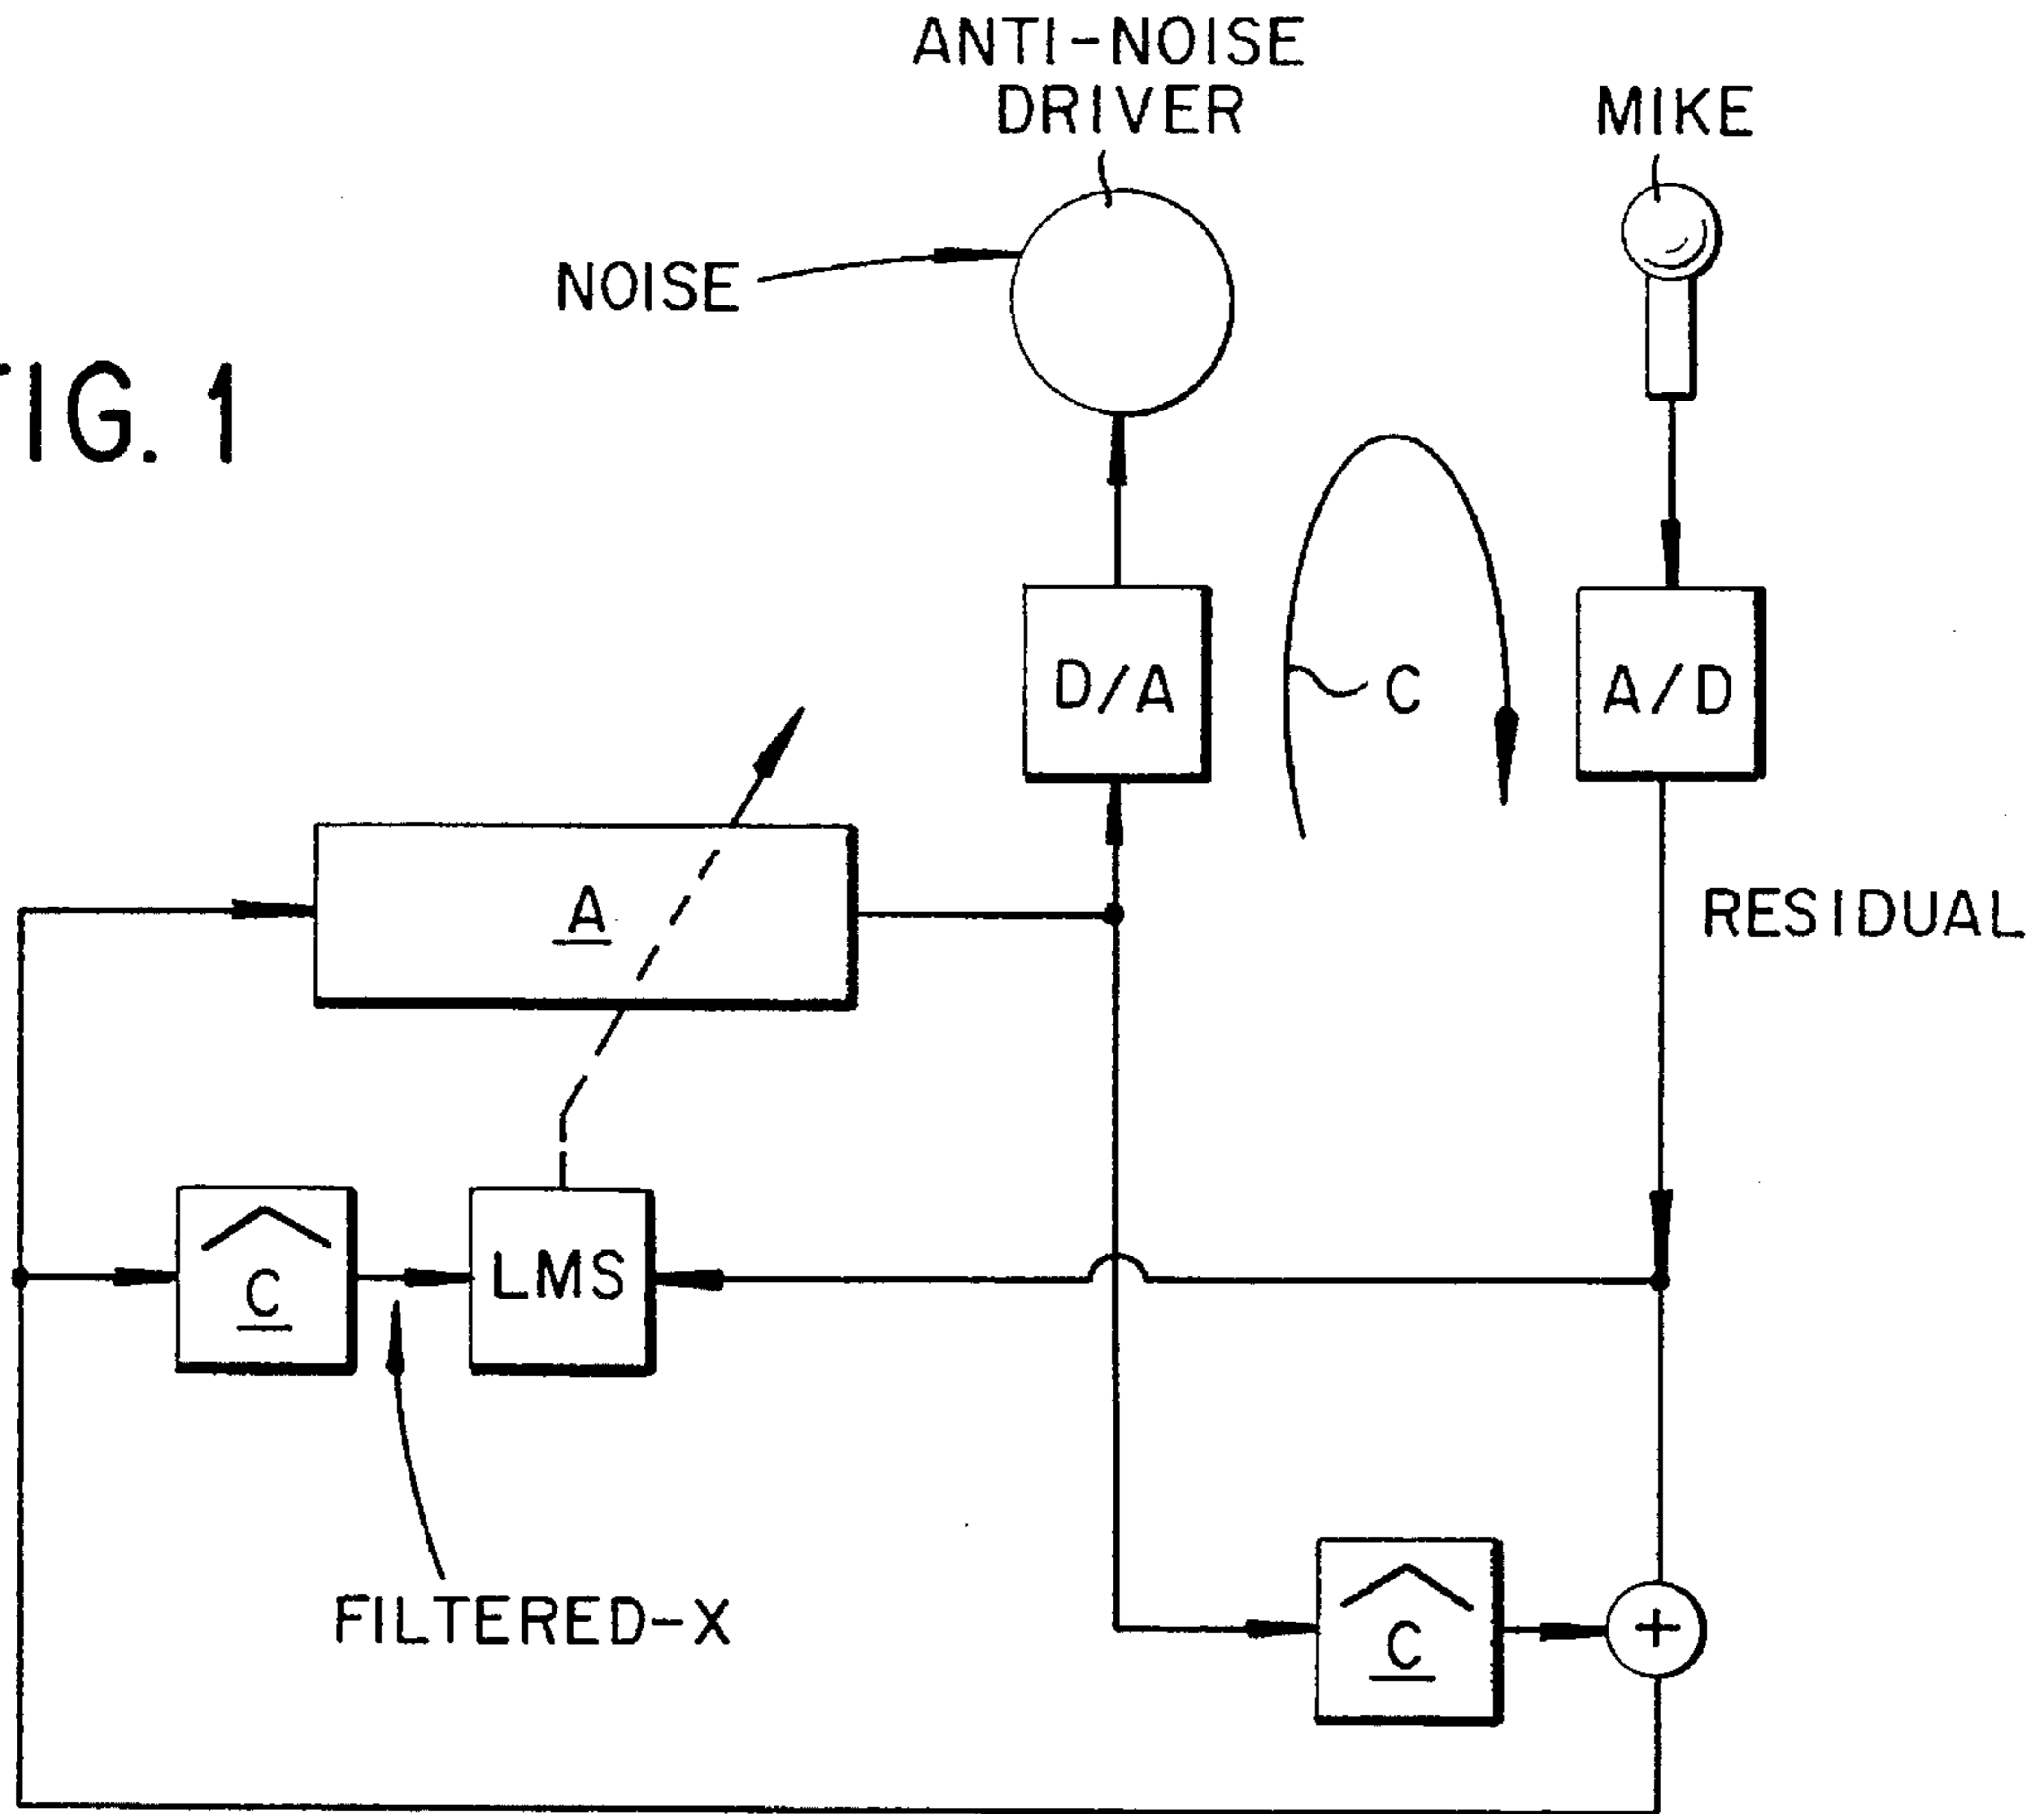 ANTI-NOISE
DRIVER
MIKE
NOISE
FIG. 1
D/A
C
A/D
A
RESIDUAL
Ĉ
LMS
FILTERED-X
Ĉ
+